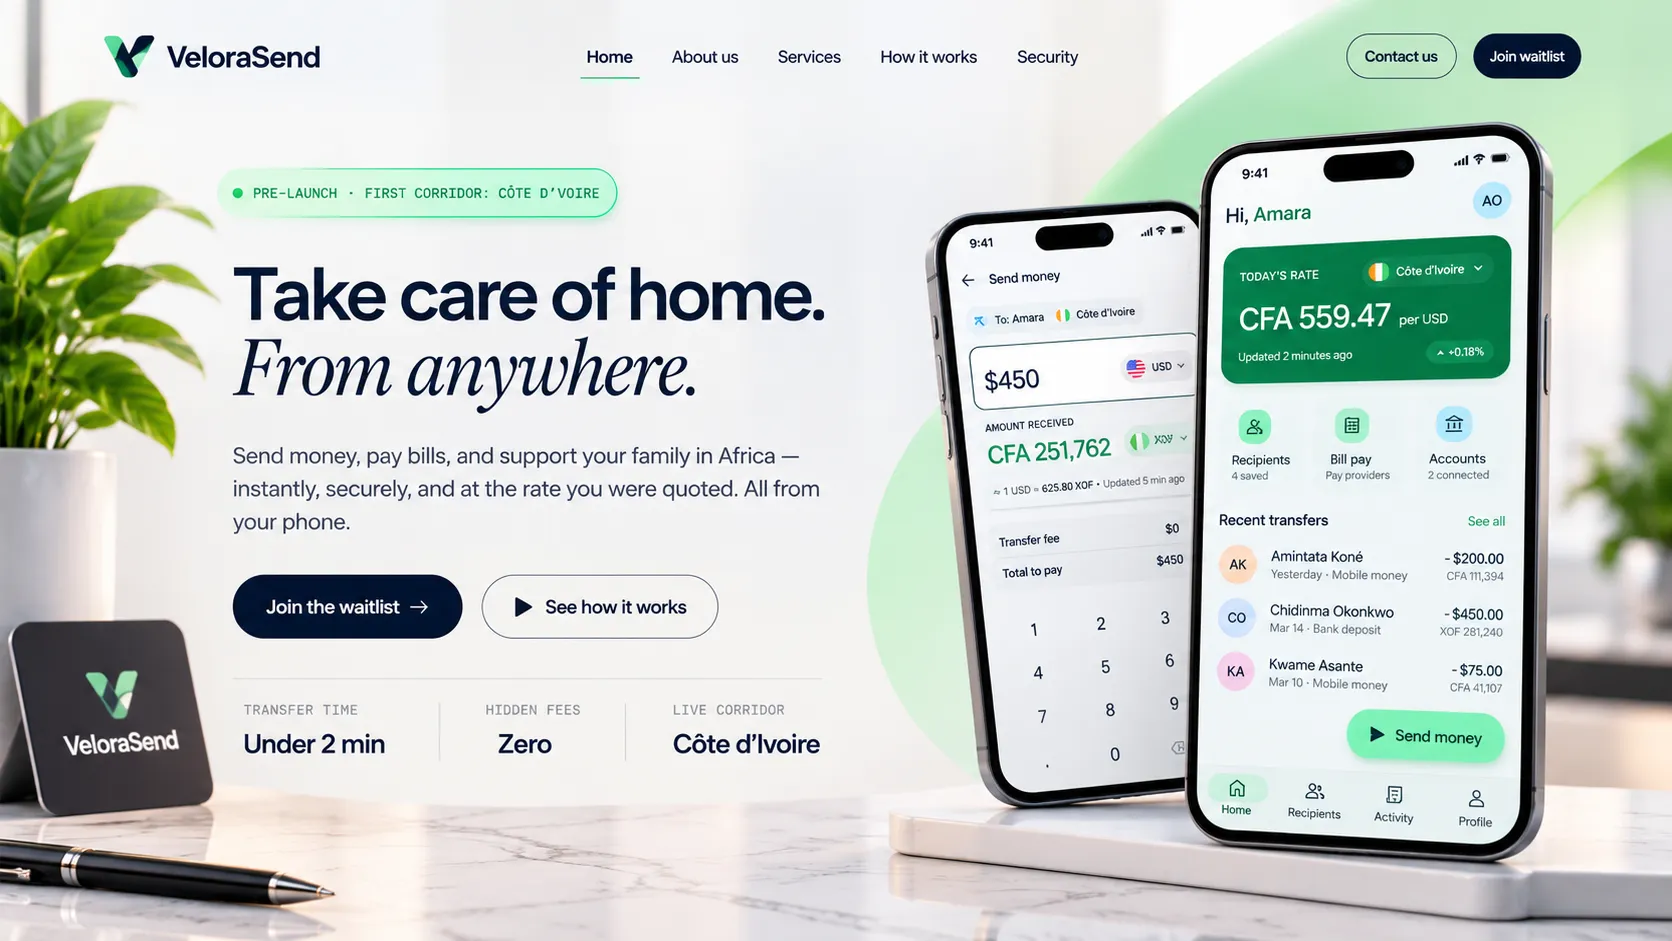 VeloraSend
Home
About us
Services
How it works
Security
Contact us
Join waitlist
PRE-LAUNCH · FIRST CORRIDOR: CÔTE D'VOIRE
Take care of home.
From anywhere.
Send money, pay bills, and support your family in Africa —
instantly, securely, and at the rate you were quoted. All from
your phone.
Join the waitlist →
See how it works
TRANSFER TIME
Under 2 min
HIDDEN FEES
Zero
LIVE CORRIDOR
Côte d'Ivoire
VeloraSend
9:41
Send money
To: Amara
Côte d'Ivoire
$450
USD
AMOUNT RECEIVED
CFA 251,762
≈ 1 USD = 625.80 XOF • Updated 5 min ago
Transfer fee
$0
Total to pay
$450
1 2 3
4 5 6
7 8 9
. 0
9:41
Hi, Amara
AO
TODAY'S RATE
Côte d'Ivoire
CFA 559.47 per USD
Updated 2 minutes ago
+0.18%
Recipients
4 saved
Bill pay
Pay providers
Accounts
2 connected
Recent transfers
See all
AK
Amintata Koné
Yesterday · Mobile money
- $200.00
CFA 111,394
CO
Chidinma Okonkwo
Mar 14 · Bank deposit
- $450.00
XOF 281,240
KA
Kwame Asante
Mar 10 · Mobile money
- $75.00
CFA 41,107
Send money
Home
Recipients
Activity
Profile